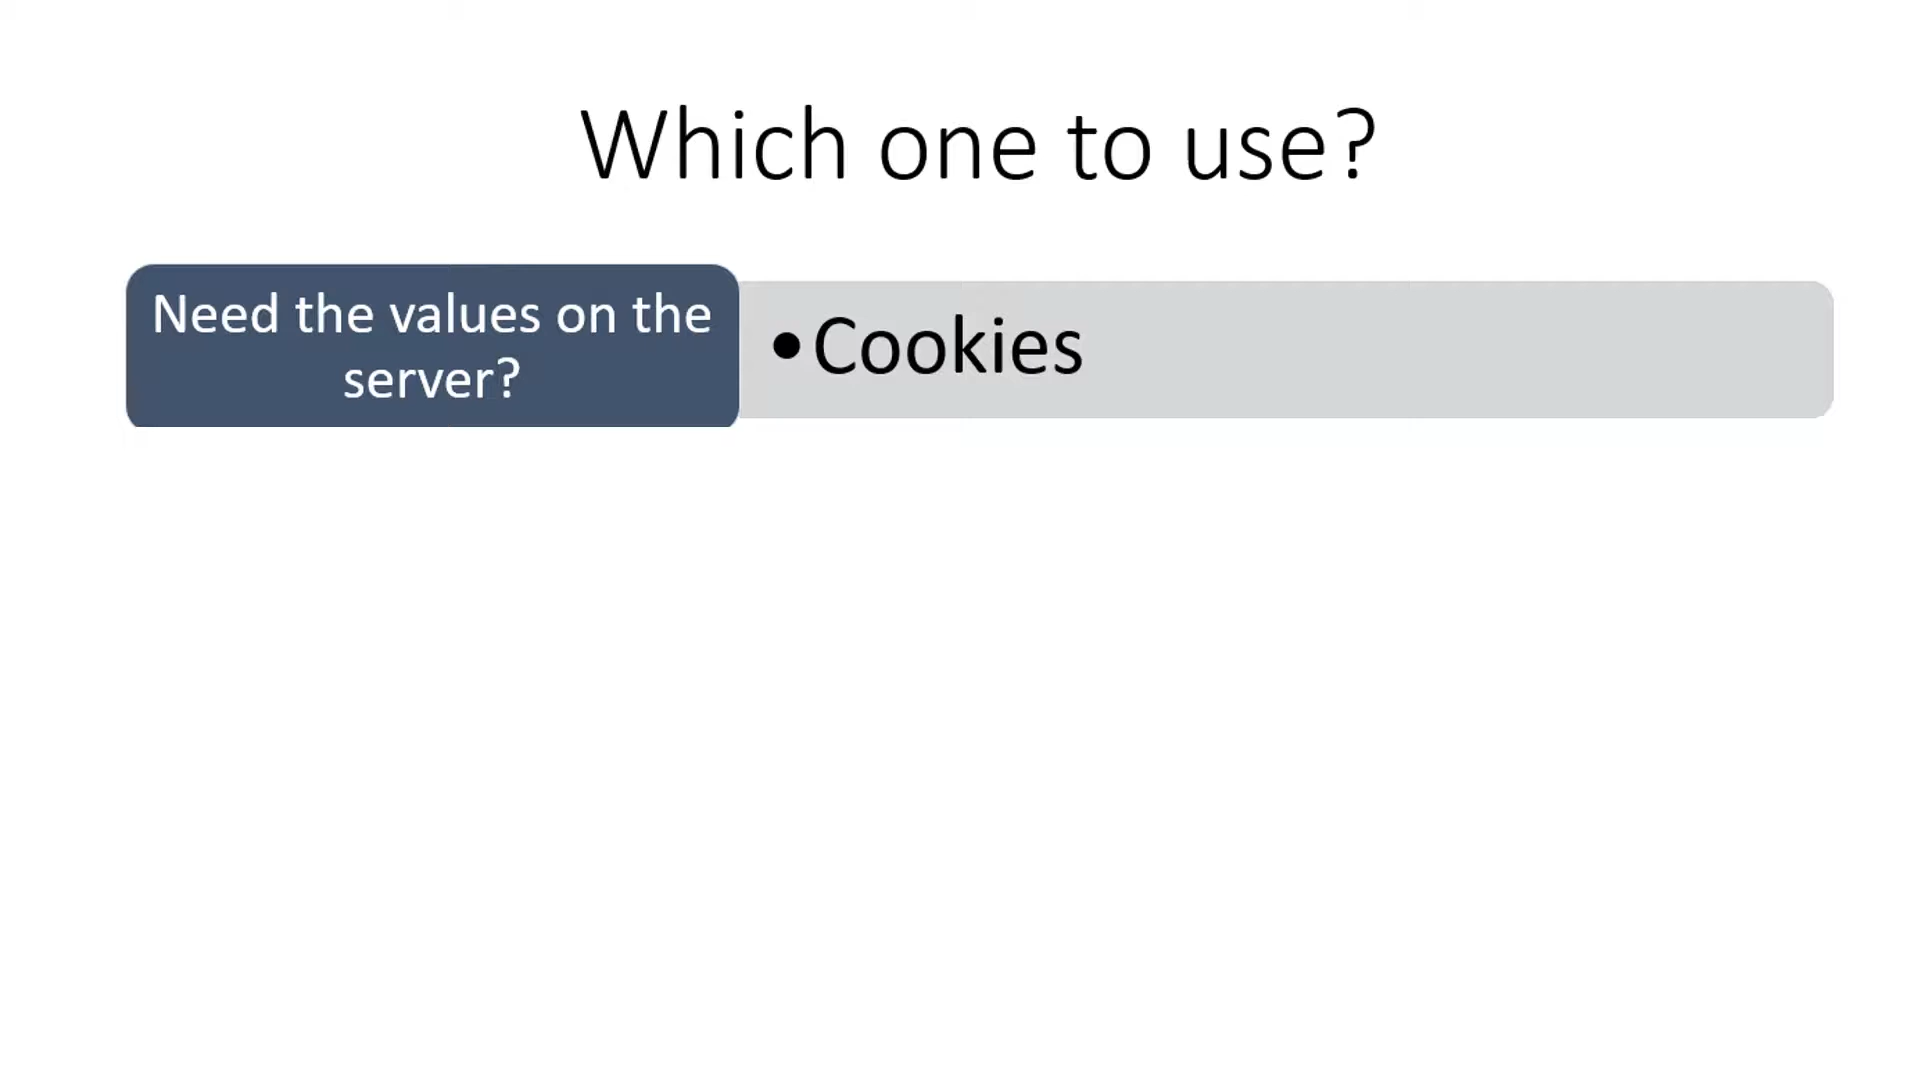 Which one to use?
Need the values on the
server?
•Cookies